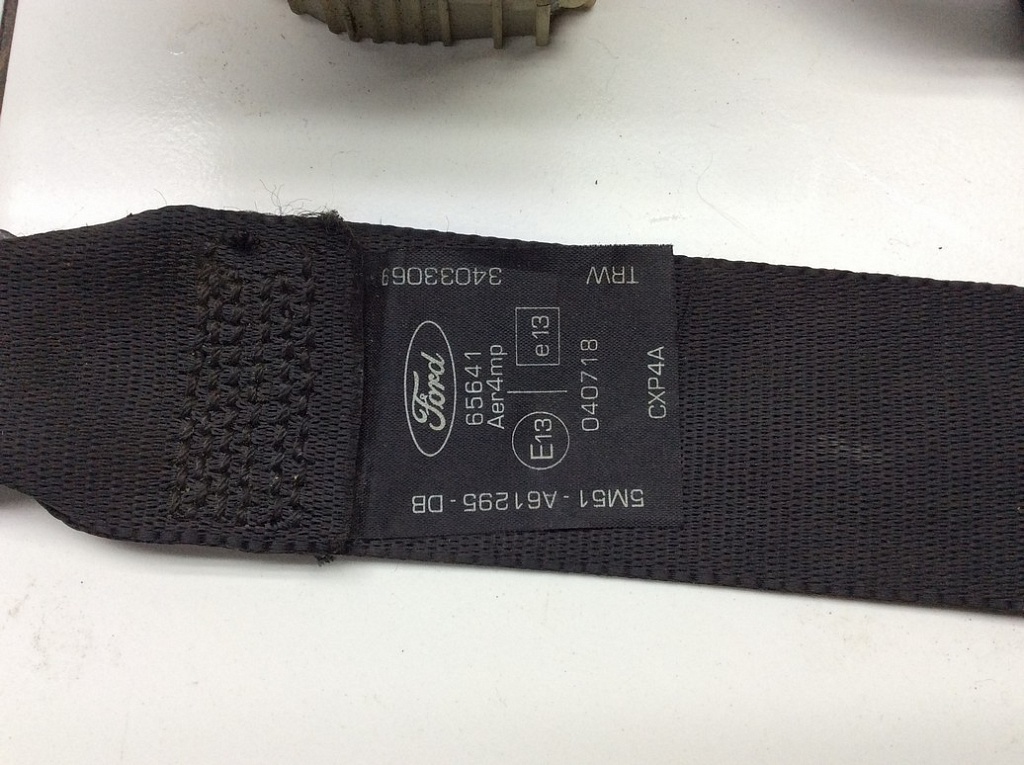 TRW
34033069
Ford
65641
Aer4mp
E13 e13
040718
CXP4A
5M51 - A61295 - DB